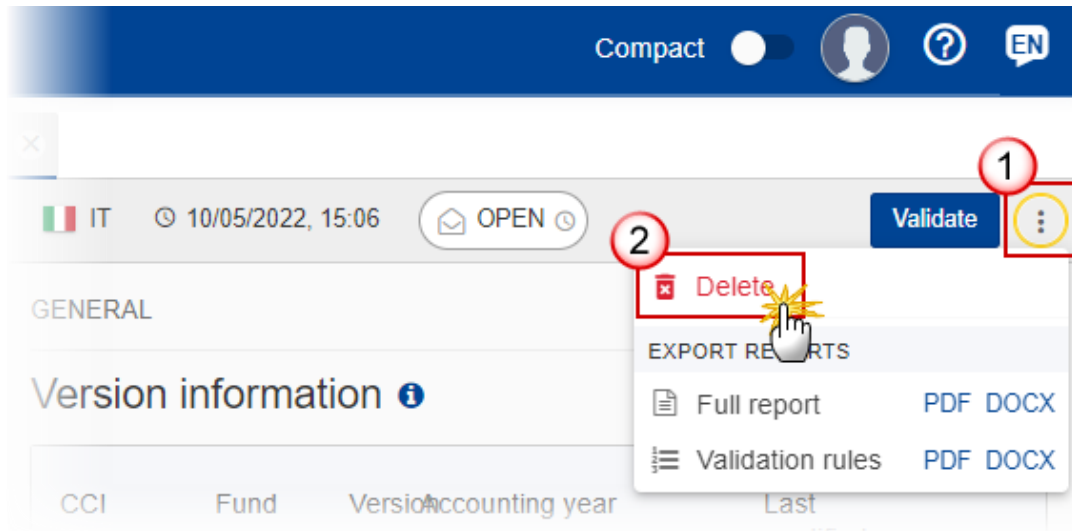 Compact EN
1
IT 10/05/2022, 15:06 OPEN Validate
2
Delete
GENERAL
EXPORT REPORTS
Version information
Full report PDF DOCX
Validation rules PDF DOCX
CCI Fund Version Accounting year Last